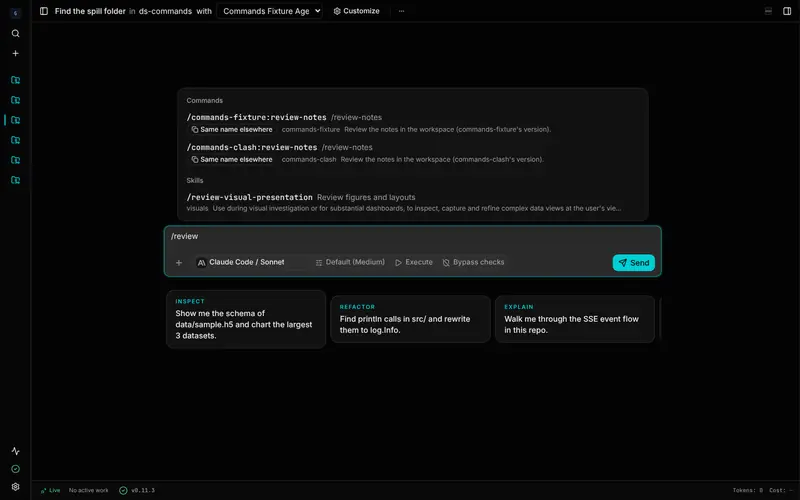 S
Find the spill folder in ds-commands with Commands Fixture Age Customize ...
Commands
/commands-fixture:review-notes /review-notes
Same name elsewhere commands-fixture Review the notes in the workspace (commands-fixture's version).
/commands-clash:review-notes /review-notes
Same name elsewhere commands-clash Review the notes in the workspace (commands-clash's version).
Skills
/review-visual-presentation Review figures and layouts
visuals Use during visual investigation or for substantial dashboards, to inspect, capture and refine complex data views at the user's vie...
/review
Claude Code / Sonnet Default (Medium) Execute Bypass checks Send
INSPECT
Show me the schema of
data/sample.h5 and chart the largest
3 datasets.
REFACTOR
Find println calls in src/ and rewrite
them to log.Info.
EXPLAIN
Walk me through the SSE event flow
in this repo.
Live No active work v0.11.3 Tokens: 0 Cost: —